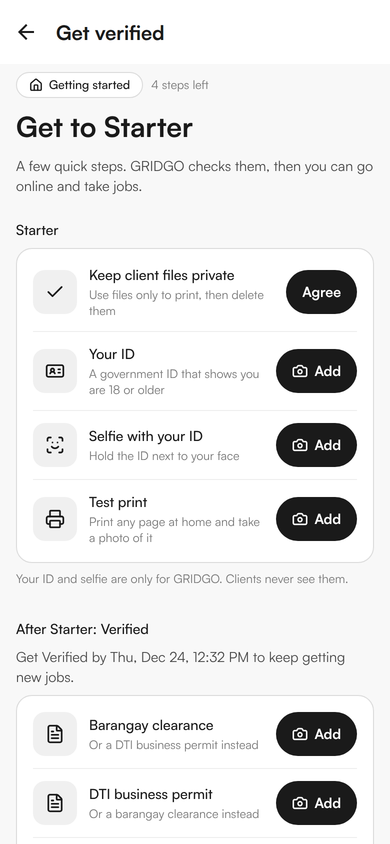 Get verified
Getting started
4 steps left
Get to Starter
A few quick steps. GRIDGO checks them, then you can go
online and take jobs.
Starter
Keep client files private
Use files only to print, then delete
them
Agree
Your ID
A government ID that shows you
are 18 or older
Add
Selfie with your ID
Hold the ID next to your face
Add
Test print
Print any page at home and take
a photo of it
Add
Your ID and selfie are only for GRIDGO. Clients never see them.
After Starter: Verified
Get Verified by Thu, Dec 24, 12:32 PM to keep getting
new jobs.
Barangay clearance
Or a DTI business permit instead
Add
DTI business permit
Or a barangay clearance instead
Add